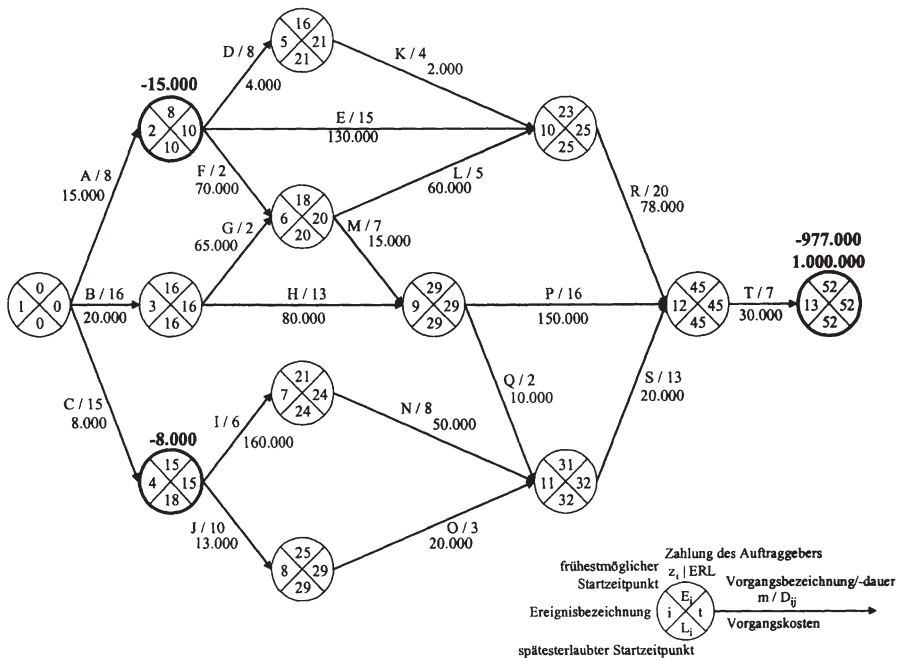 16
5 21
21
D / 8
4.000
K / 4
2.000
-15.000
8
2 10
10
E / 15
130.000
23
10 25
25
A / 8
15.000
F / 2
70.000
L / 5
60.000
18
6 20
20
G / 2
65.000
M / 7
15.000
R / 20
78.000
-977.000
1.000.000
0
1 0
0
B / 16
20.000
16
3 16
16
H / 13
80.000
29
9 29
29
P / 16
150.000
45
12 45
45
T / 7
30.000
52
13 52
52
C / 15
8.000
21
7 24
24
Q / 2
10.000
S / 13
20.000
I / 6
160.000
N / 8
50.000
-8.000
15
4 15
18
31
11 32
32
J / 10
13.000
O / 3
20.000
25
8 29
29
Zahlung des Auftraggebers
frühestmöglicher
Startzeitpunkt
z_t | ERL
Vorgangsbezeichnung/-dauer
m / D_ij
Ereignisbezeichnung
E_i
i t
L_i
Vorgangskosten
spätesterlaubter Startzeitpunkt